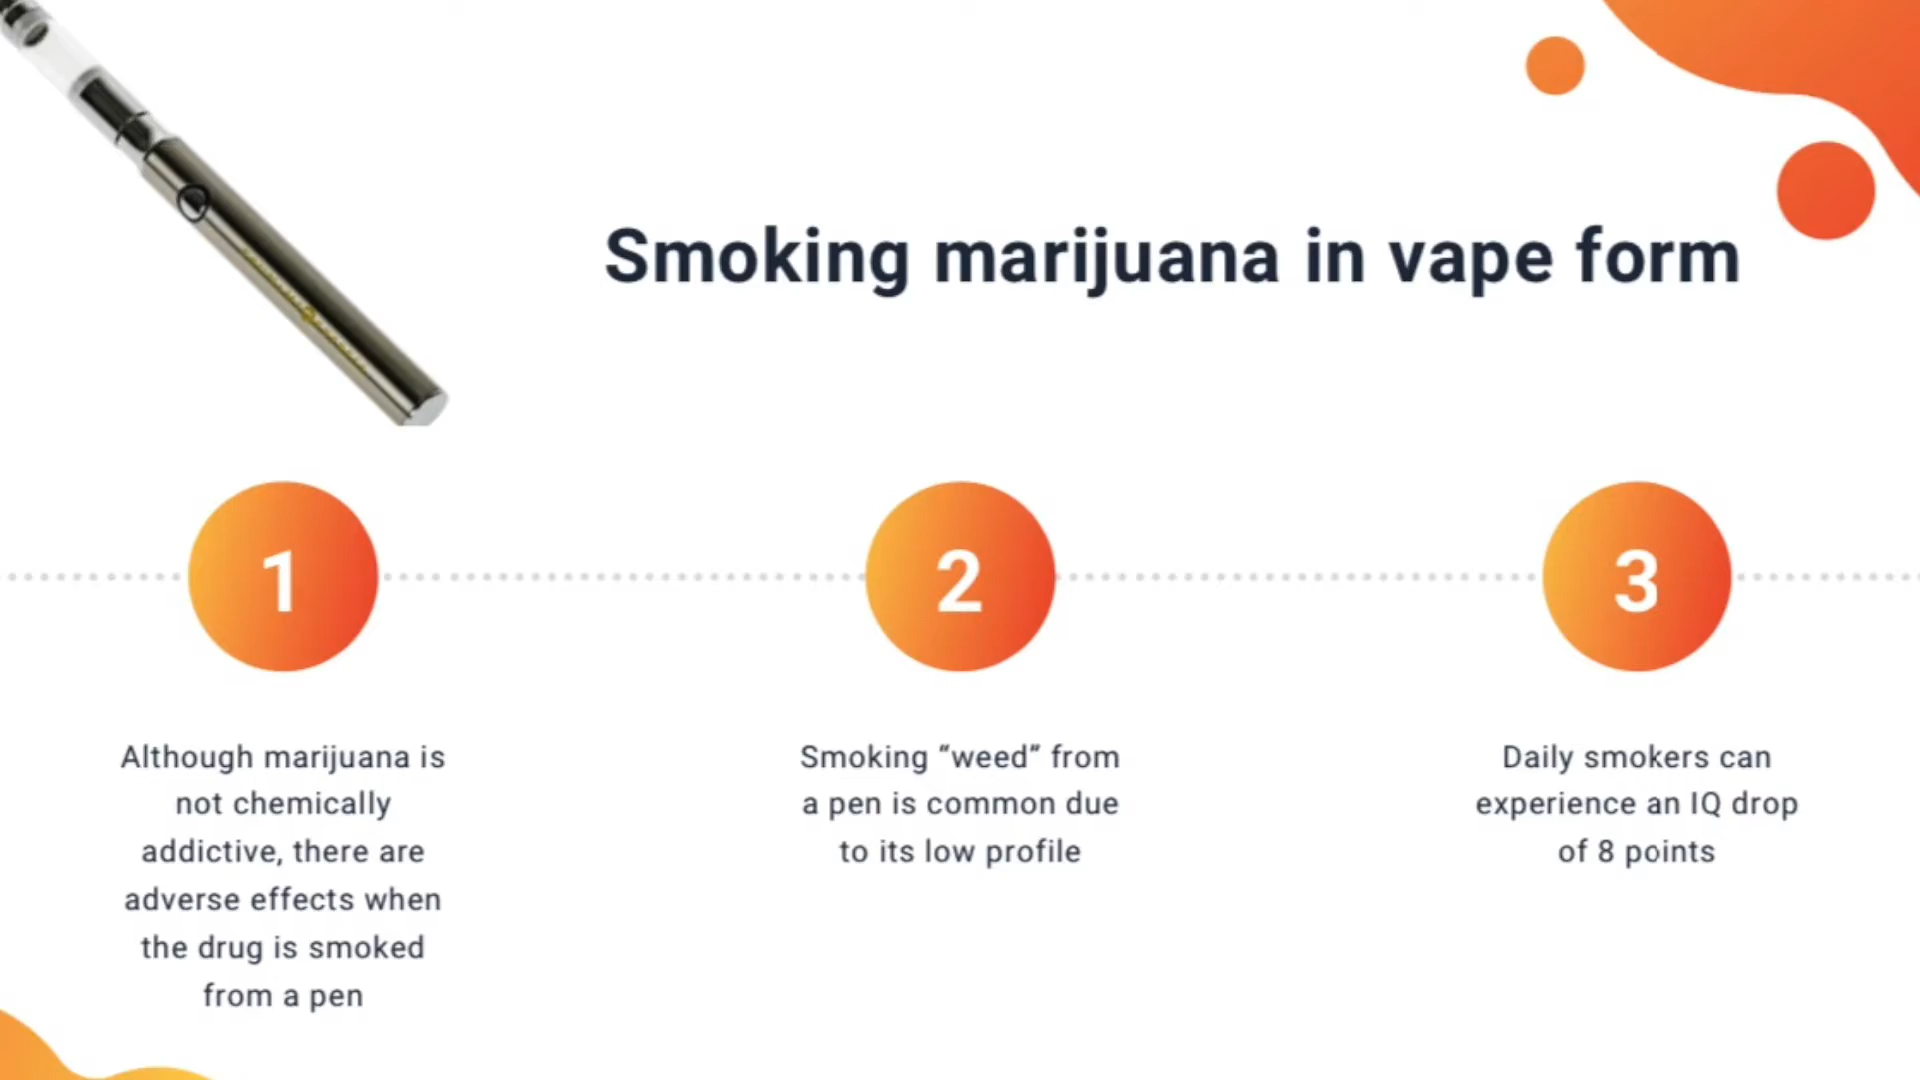 Smoking marijuana in vape form
1
2
3
Although marijuana is
not chemically
addictive, there are
adverse effects when
the drug is smoked
from a pen
Smoking “weed” from
a pen is common due
to its low profile
Daily smokers can
experience an IQ drop
of 8 points